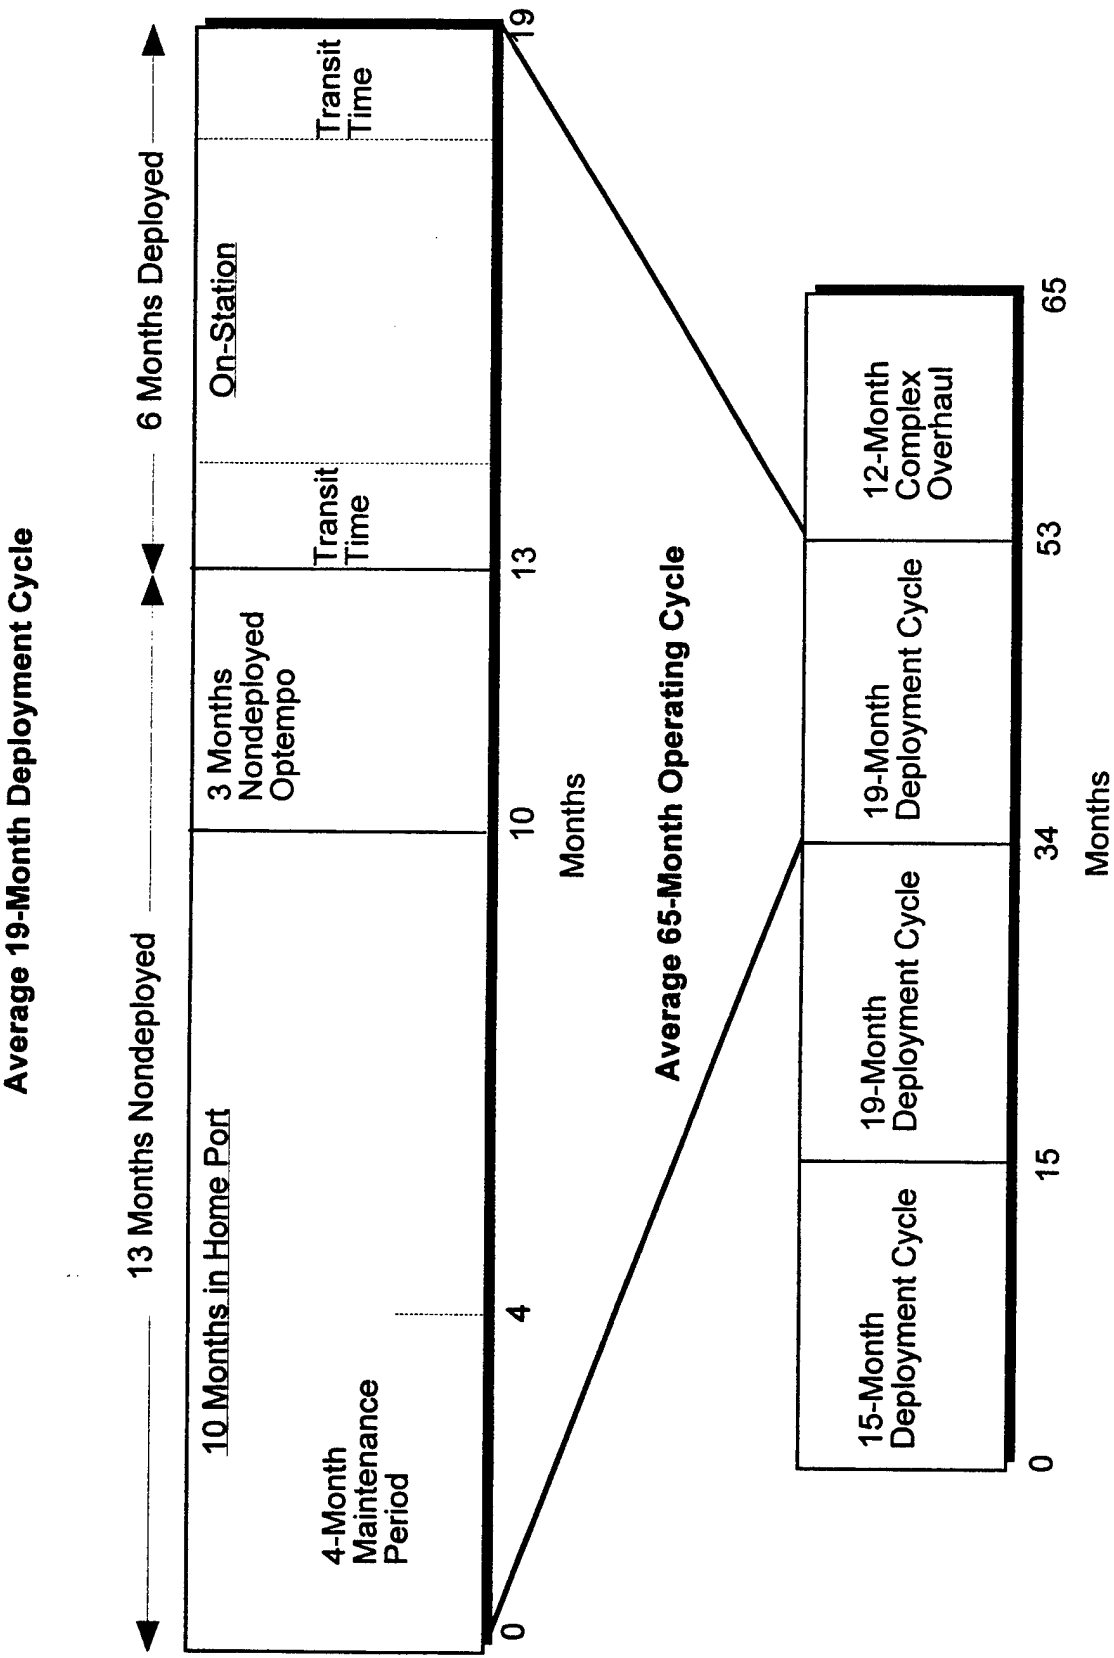 Average 19-Month Deployment Cycle
13 Months Nondeployed
6 Months Deployed
10 Months in Home Port
4-Month
Maintenance
Period
3 Months
Nondeployed
Optempo
Transit
Time
On-Station
Transit
Time
0
4
10
13
19
Months
Average 65-Month Operating Cycle
15-Month
Deployment Cycle
19-Month
Deployment Cycle
19-Month
Deployment Cycle
12-Month
Complex
Overhaul
0
15
34
53
65
Months